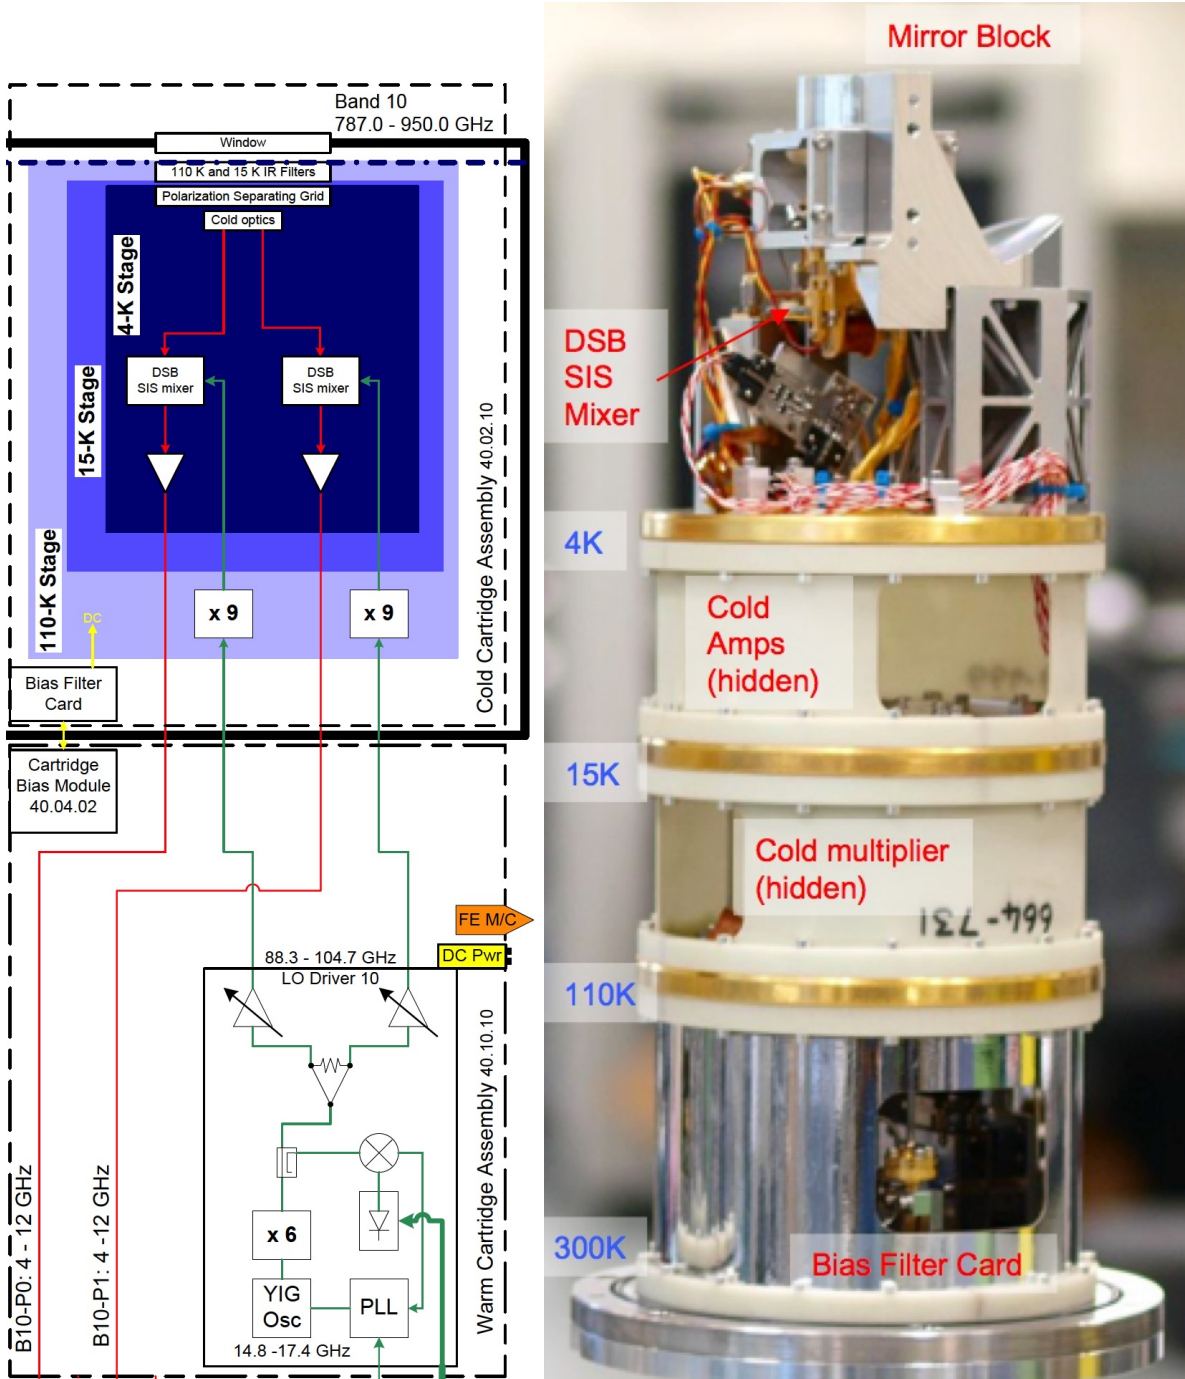 Band 10
787.0 - 950.0 GHz
Window
110 K and 15 K IR Filters
Polarization Separating Grid
Cold optics
4-K Stage
15-K Stage
110-K Stage
DSB
SIS mixer
DSB
SIS mixer
x 9
x 9
DC
Bias Filter
Card
Cold Cartridge Assembly 40.02.10
Cartridge
Bias Module
40.04.02
FE M/C
DC Pwr
88.3 - 104.7 GHz
LO Driver 10
x 6
YIG
Osc
PLL
14.8 -17.4 GHz
B10-P0: 4 - 12 GHz
B10-P1: 4 -12 GHz
Warm Cartridge Assembly 40.10.10
Mirror Block
DSB
SIS
Mixer
4K
Cold
Amps
(hidden)
15K
Cold multiplier
(hidden)
664-731
110K
300K
Bias Filter Card